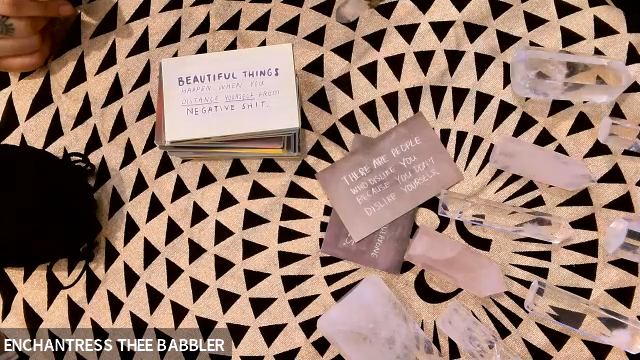 BEAUTIFUL THINGS
HAPPEN WHEN YOU
DISTANCE YOURSELF FROM
NEGATIVE SHIT.
THERE ARE PEOPLE
WHO DISLIKE YOU
BECAUSE YOU DON'T
DISLIKE YOURSELF
ENCHANTRESS THEE BABBLER